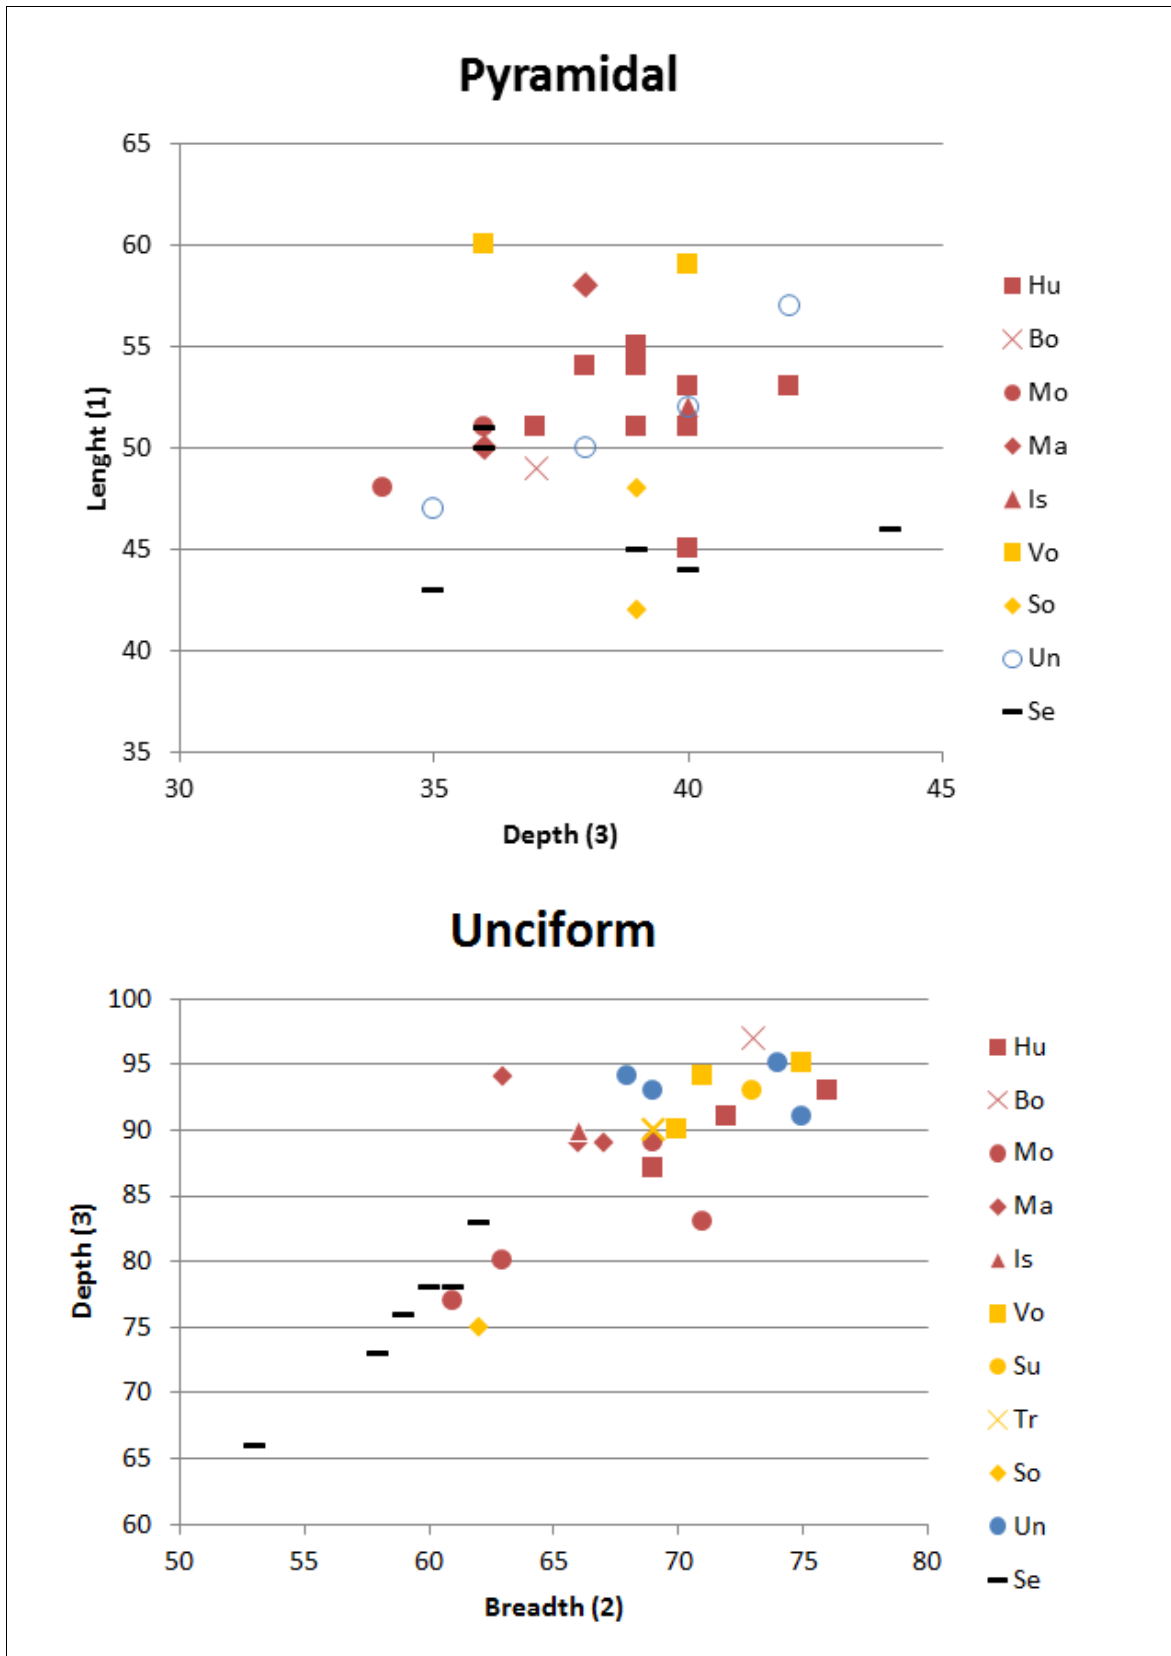 Pyramidal
65
60
55
50
45
40
35
30
35
40
45
Lenght (1)
Depth (3)
Hu
Bo
Mo
Ma
Is
Vo
So
Un
Se
Unciform
100
95
90
85
80
75
70
65
60
50
55
60
65
70
75
80
Depth (3)
Breadth (2)
Hu
Bo
Mo
Ma
Is
Vo
Su
Tr
So
Un
Se